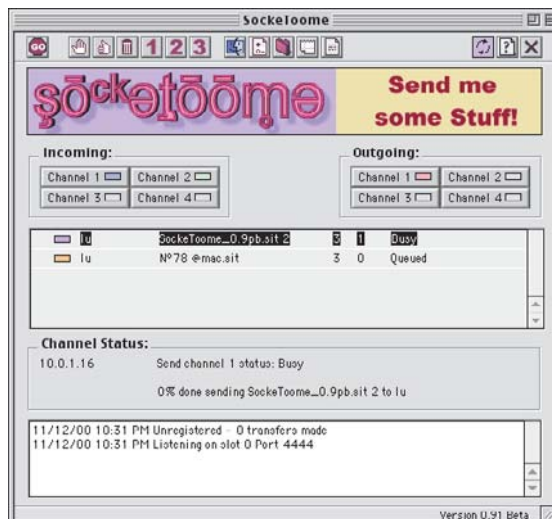 SockeToome
GO 1 2 3 ?
şōckətōōmə
Send me
some Stuff!
Incoming:
Channel 1 Channel 2
Channel 3 Channel 4
Outgoing:
Channel 1 Channel 2
Channel 3 Channel 4
lu SockeToome_0.9pb.sit 2 3 1 Busy
lu Nº78 @mac.sit 3 0 Queued
Channel Status:
10.0.1.16 Send channel 1 status: Busy
0% done sending SockeToome_0.9pb.sit 2 to lu
11/12/00 10:31 PM Unregistered - 0 transfers made
11/12/00 10:31 PM Listening on slot 0 Port 4444
Version 0.91 Beta